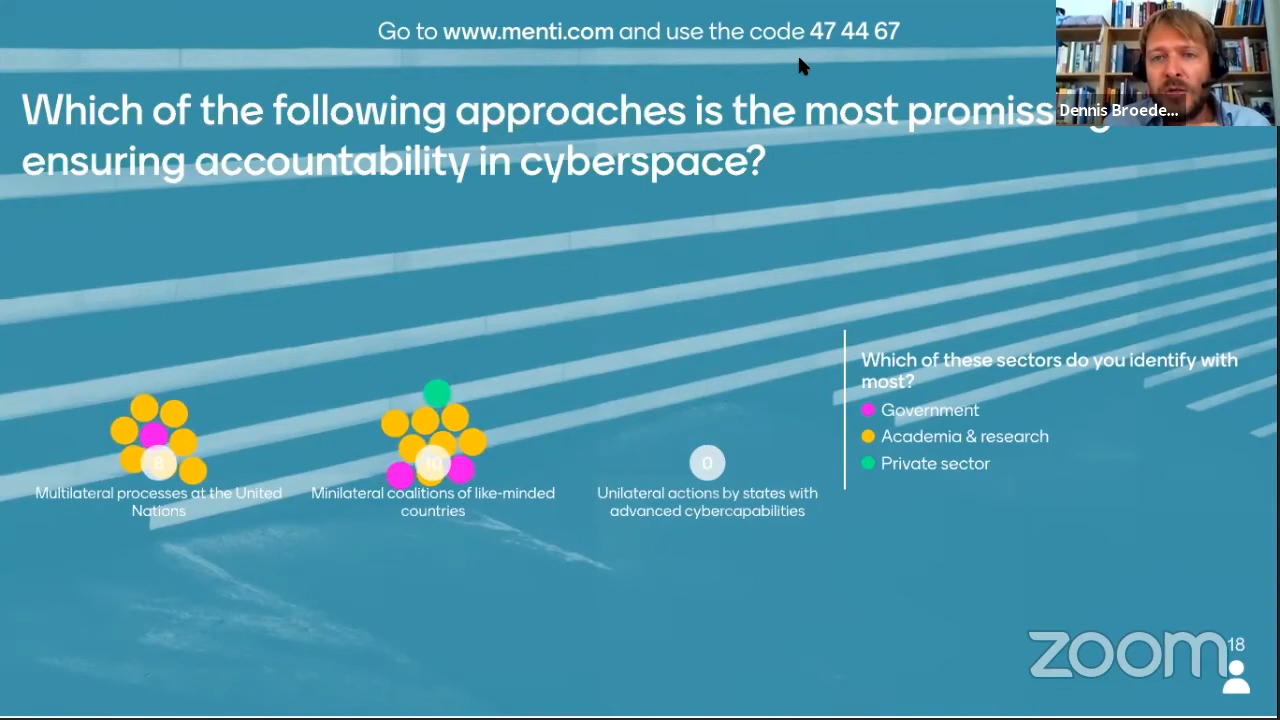 Go to www.menti.com and use the code 47 44 67
Dennis Broede...
Which of the following approaches is the most
ensuring accountability in cyberspace?
Which of these sectors do you identify with
most?
Government
Academia & research
Private sector
8
10
0
Multilateral processes at the United
Nations
Minilateral coalitions of like-minded
countries
Unilateral actions by states with
advanced cybercapabilities
zoom
18